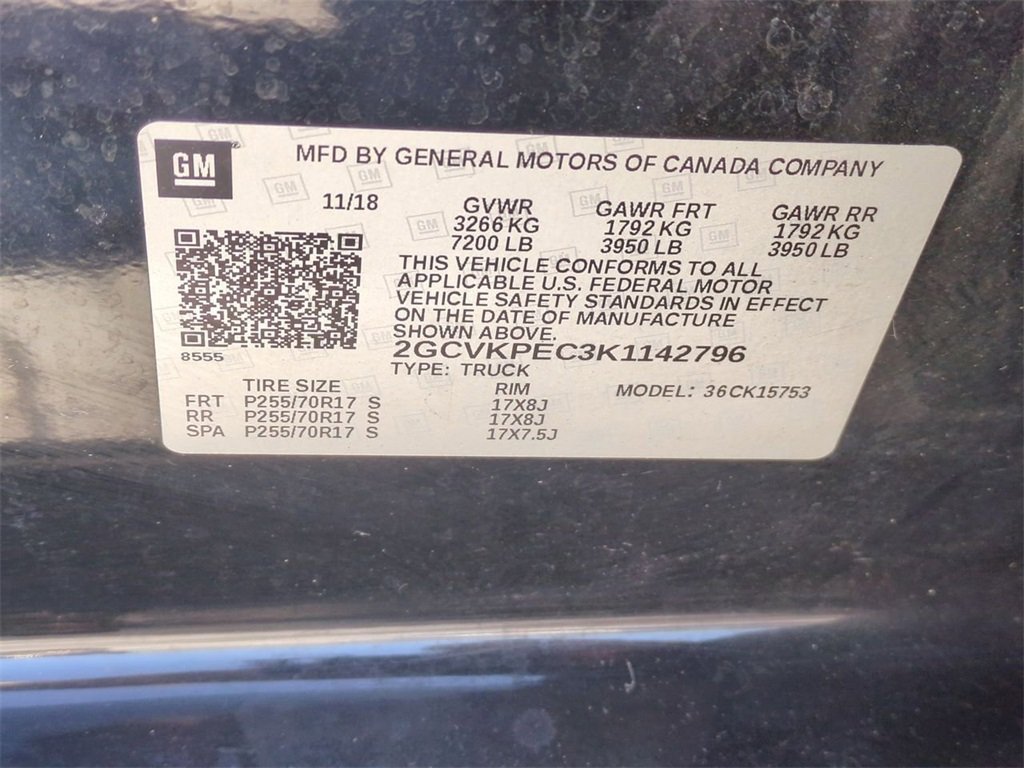 GM MFD BY GENERAL MOTORS OF CANADA COMPANY
11/18 GVWR GAWR FRT GAWR RR
3266 KG 1792 KG 1792 KG
7200 LB 3950 LB 3950 LB
THIS VEHICLE CONFORMS TO ALL
APPLICABLE U.S. FEDERAL MOTOR
VEHICLE SAFETY STANDARDS IN EFFECT
ON THE DATE OF MANUFACTURE
SHOWN ABOVE.
8555 2GCVKPEC3K1142796
TYPE: TRUCK
TIRE SIZE RIM MODEL: 36CK15753
FRT P255/70R17 S 17X8J
RR P255/70R17 S 17X8J
SPA P255/70R17 S 17X7.5J